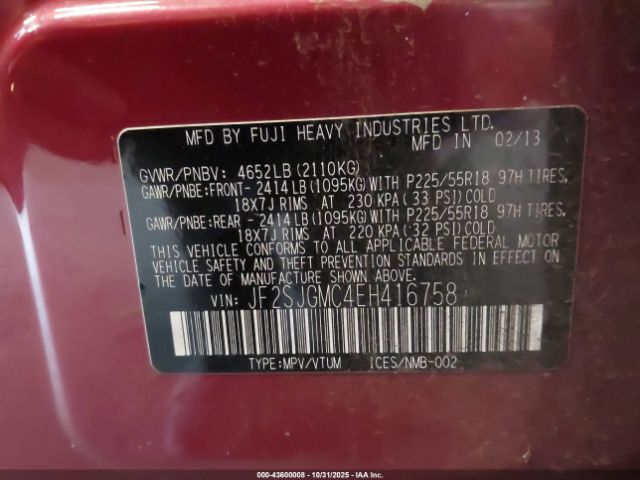 MFD BY FUJI HEAVY INDUSTRIES LTD.
MFD IN 02/13
GVWR/PNBV: 4652LB(2110KG)
GAWR/PNBE:FRONT- 2414LB(1095KG)WITH P225/55R18 97H TIRES,
18X7J RIMS AT 230 KPA(33 PSI)COLD
GAWR/PNBE:REAR - 2414LB(1095KG)WITH P225/55R18 97H TIRES,
18X7J RIMS AT 220 KPA(32 PSI)COLD
THIS VEHICLE CONFORMS TO ALL APPLICABLE FEDERAL MOTOR
VEHICLE SAFETY AND THEFT PREVENTION STANDARDS IN EFFECT ON
THE DATE OF MANUFACTURE SHOWN ABOVE.
VIN: JF2SJGMC4EH416758
TYPE:MPV/VTUM ICES/NMB-002
000-43600008 - 10/31/2025 - IAA Inc.